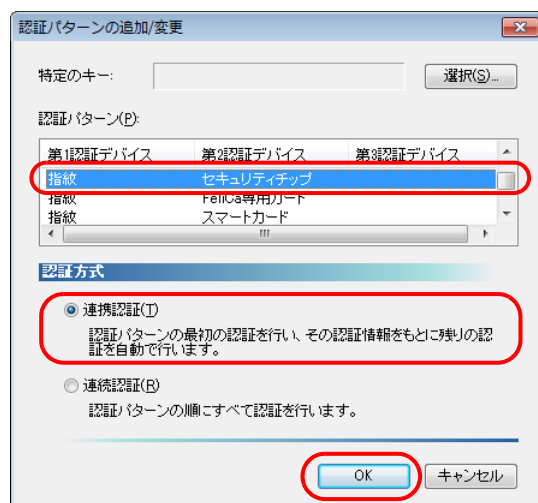 認証パターンの追加/変更
特定のキー: 選択(S)...
認証パターン(P):
第1認証デバイス 第2認証デバイス 第3認証デバイス
指紋 セキュリティチップ
指紋 FeliCa専用カード
指紋 スマートカード
認証方式
連携認証(T)
認証パターンの最初の認証を行い、その認証情報をもとに残りの認
証を自動で行います。
連続認証(R)
認証パターンの順にすべて認証を行います。
OK キャンセル